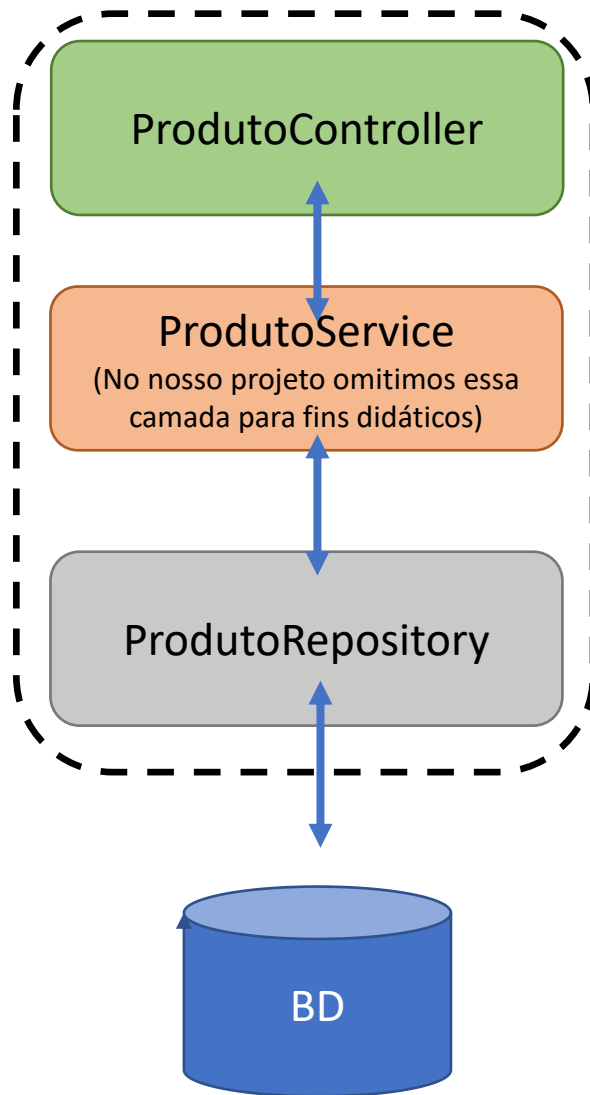 ProdutoController
ProdutoService
(No nosso projeto omitimos essa
camada para fins didáticos)
ProdutoRepository
BD